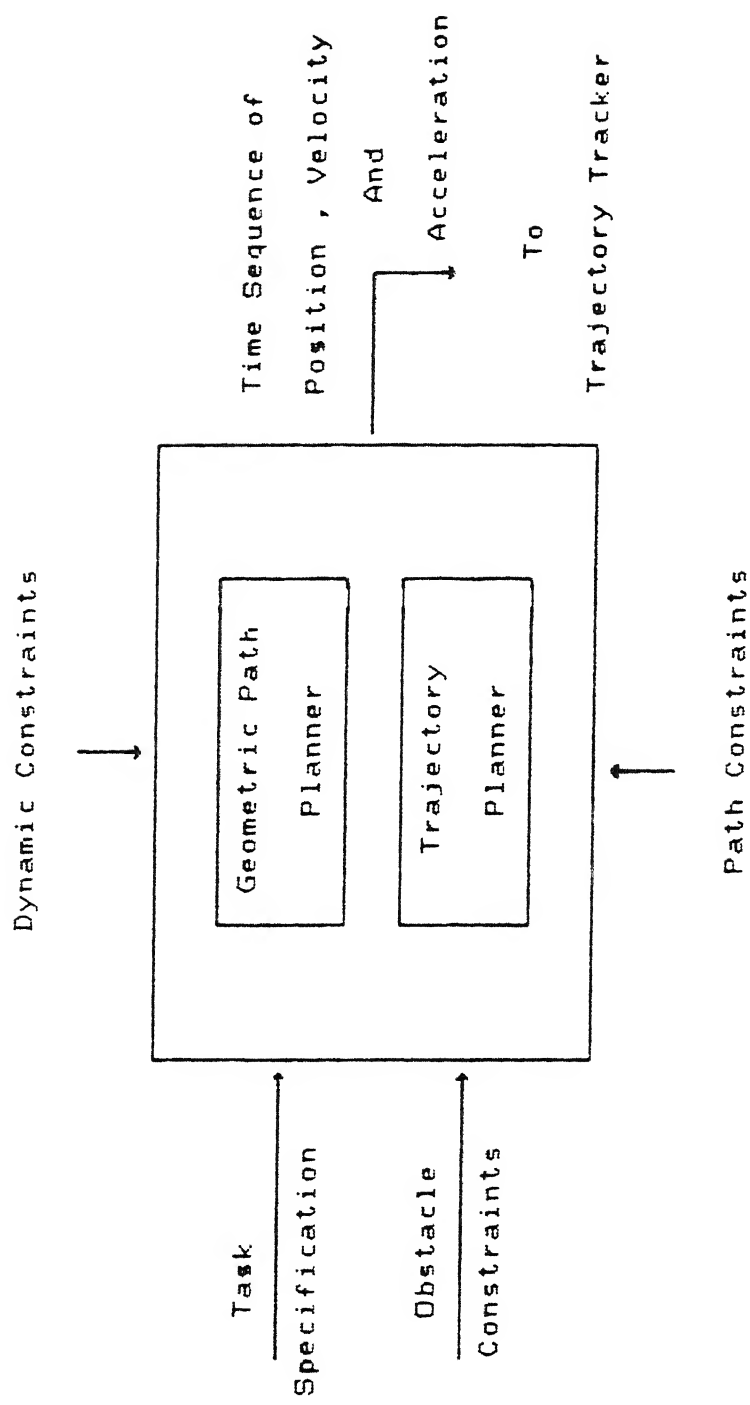 Dynamic Constraints
Task
Specification
Obstacle
Constraints
Geometric Path
Planner
Trajectory
Planner
Time Sequence of
Position , Velocity
And
Acceleration
To
Trajectory Tracker
Path Constraints